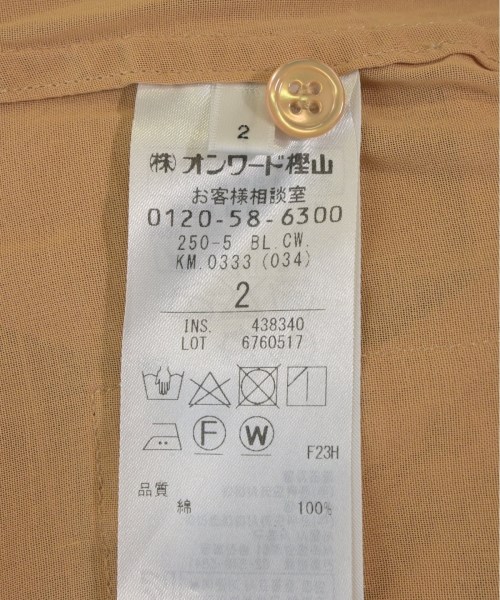 2
㈱オンワード樫山
お客様相談室
0120-58-6300
250-5 BL.CW.
KM.0333 (034)
2
INS. 438340
LOT 6760517
F
W
F23H
品質
綿 100%